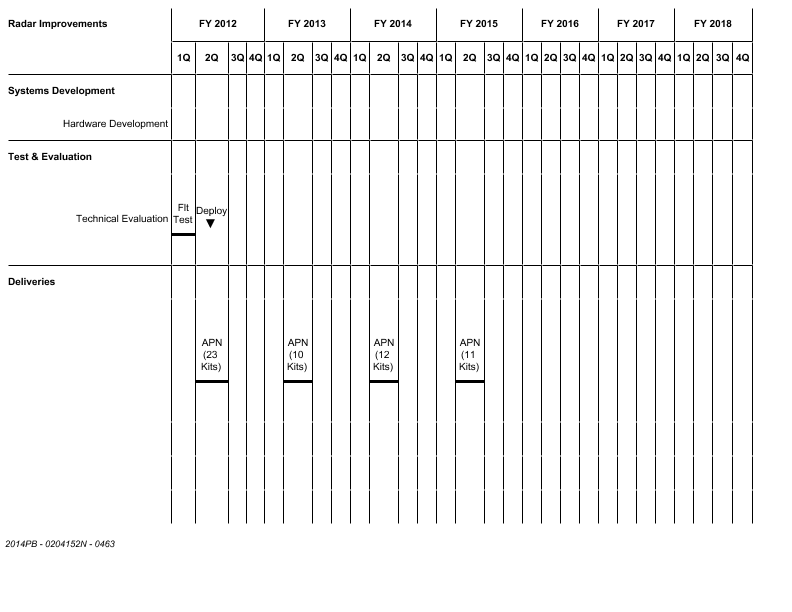 Radar Improvements FY 2012 FY 2013 FY 2014 FY 2015 FY 2016 FY 2017 FY 2018
1Q 2Q 3Q 4Q 1Q 2Q 3Q 4Q 1Q 2Q 3Q 4Q 1Q 2Q 3Q 4Q 1Q 2Q 3Q 4Q 1Q 2Q 3Q 4Q 1Q 2Q 3Q 4Q
Systems Development
Hardware Development
Test & Evaluation
Technical Evaluation
Flt
Test
Deploy
Deliveries
APN
(23
Kits)
APN
(10
Kits)
APN
(12
Kits)
APN
(11
Kits)
2014PB - 0204152N - 0463